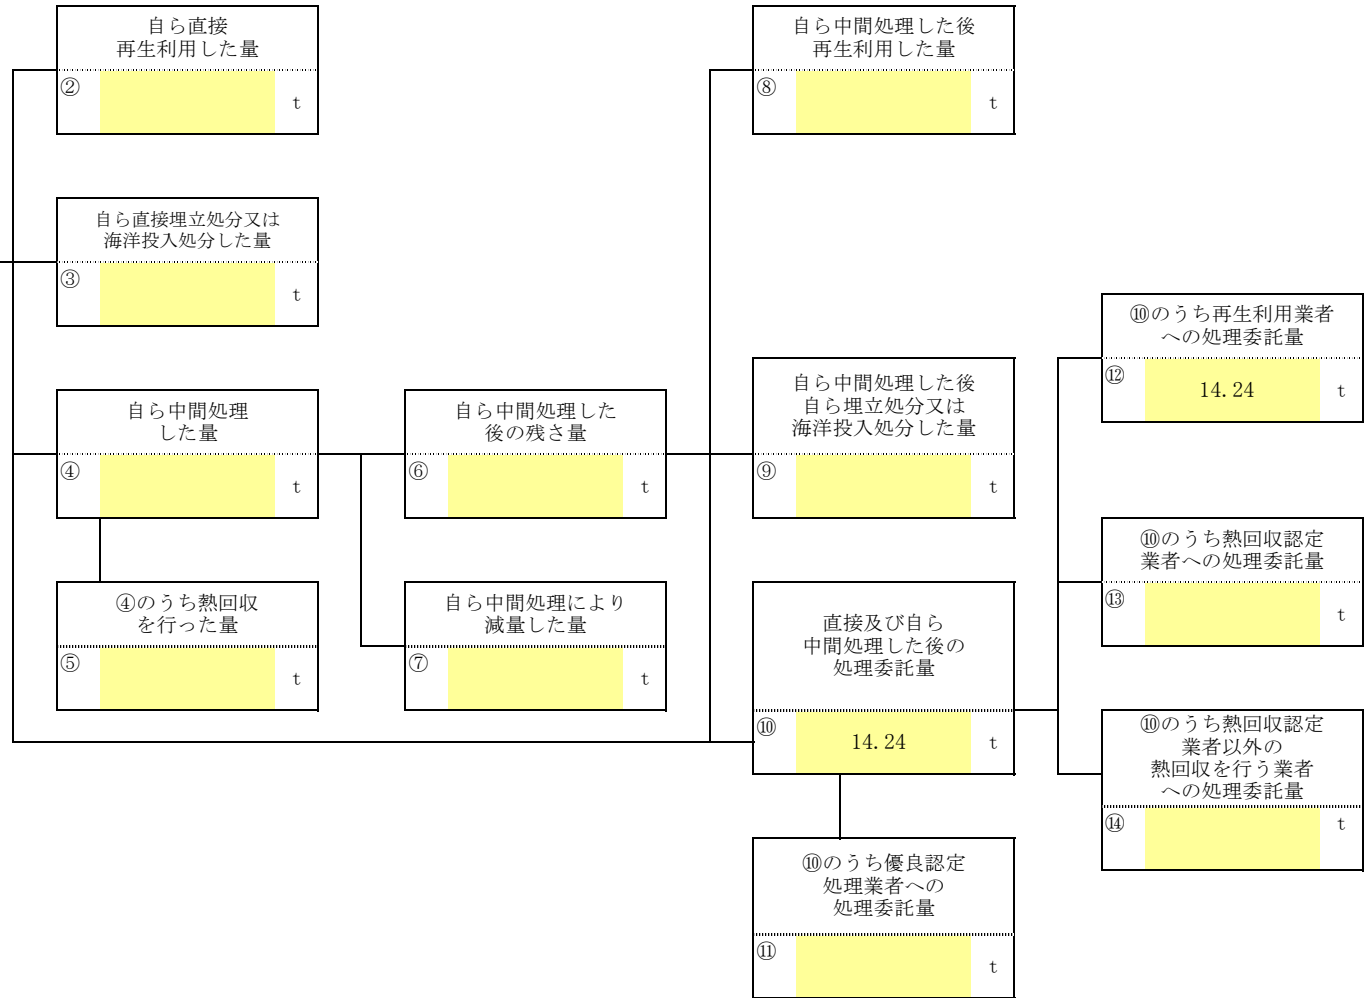 自ら直接
再生利用した量
②
t
自ら中間処理した後
再生利用した量
⑧
t
自ら直接埋立処分又は
海洋投入処分した量
③
t
⑩のうち再生利用業者
への処理委託量
⑫
14.24
t
自ら中間処理
した量
④
t
自ら中間処理した
後の残さ量
⑥
t
自ら中間処理した後
自ら埋立処分又は
海洋投入処分した量
⑨
t
⑩のうち熱回収認定
業者への処理委託量
⑬
t
④のうち熱回収
を行った量
⑤
t
自ら中間処理により
減量した量
⑦
t
直接及び自ら
中間処理した後の
処理委託量
⑩
14.24
t
⑩のうち熱回収認定
業者以外の
熱回収を行う業者
への処理委託量
⑭
t
⑩のうち優良認定
処理業者への
処理委託量
⑪
t